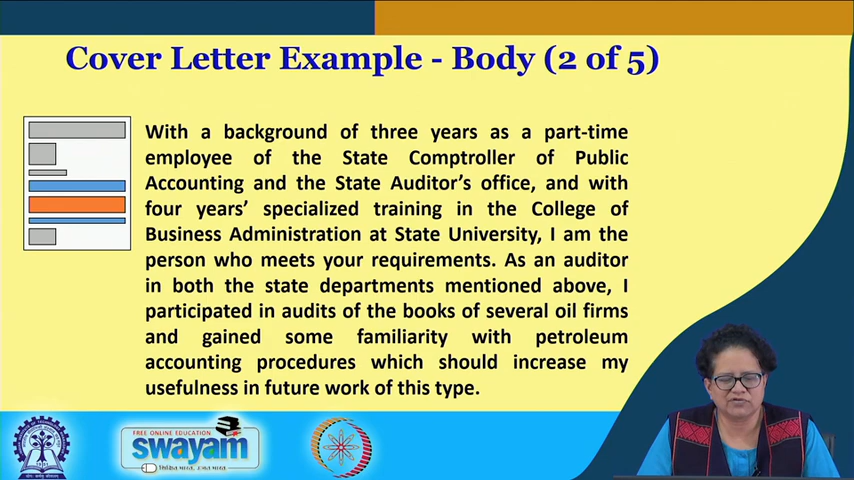 Cover Letter Example - Body (2 of 5)
With a background of three years as a part-time
employee of the State Comptroller of Public
Accounting and the State Auditor's office, and with
four years' specialized training in the College of
Business Administration at State University, I am the
person who meets your requirements. As an auditor
in both the state departments mentioned above, I
participated in audits of the books of several oil firms
and gained some familiarity with petroleum
accounting procedures which should increase my
usefulness in future work of this type.
FREE ONLINE EDUCATION
swayam
शिक्षित भारत, उन्नत भारत